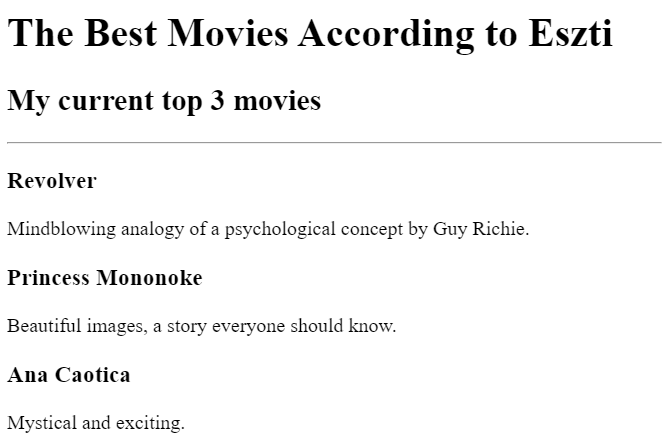 The Best Movies According to Eszti
My current top 3 movies
Revolver
Mindblowing analogy of a psychological concept by Guy Richie.
Princess Mononoke
Beautiful images, a story everyone should know.
Ana Caotica
Mystical and exciting.